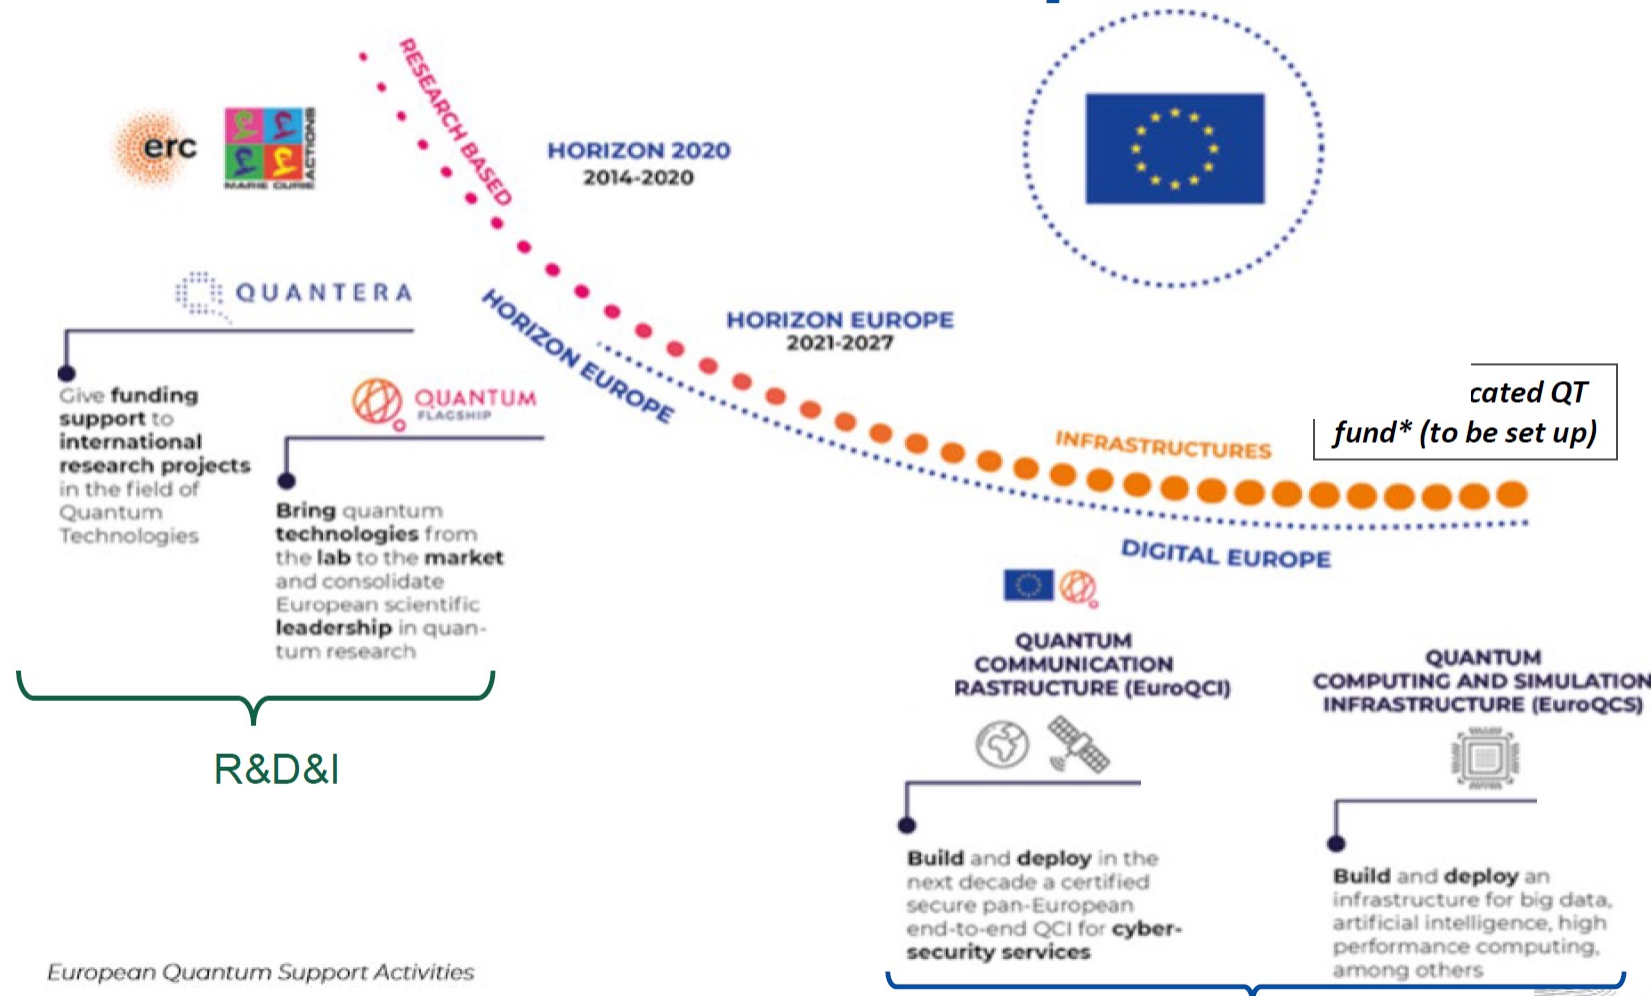 RESEARCH BASED
erc
MARIE CURIE
ACTIONS
HORIZON 2020
2014-2020
QUANTERA
Give funding
support to
international
research projects
in the field of
Quantum
Technologies
QUANTUM
FLAGSHIP
Bring quantum
technologies from
the lab to the market
and consolidate
European scientific
leadership in quan-
tum research
R&D&I
HORIZON EUROPE
HORIZON EUROPE
2021-2027
INFRASTRUCTURES
cated QT
fund* (to be set up)
DIGITAL EUROPE
QUANTUM
COMMUNICATION
RASTRUCTURE (EuroQCI)
Build and deploy in the
next decade a certified
secure pan-European
end-to-end QCI for cyber-
security services
QUANTUM
COMPUTING AND SIMULATION
INFRASTRUCTURE (EuroQCS)
Build and deploy an
infrastructure for big data,
artificial intelligence, high
performance computing,
among others
European Quantum Support Activities